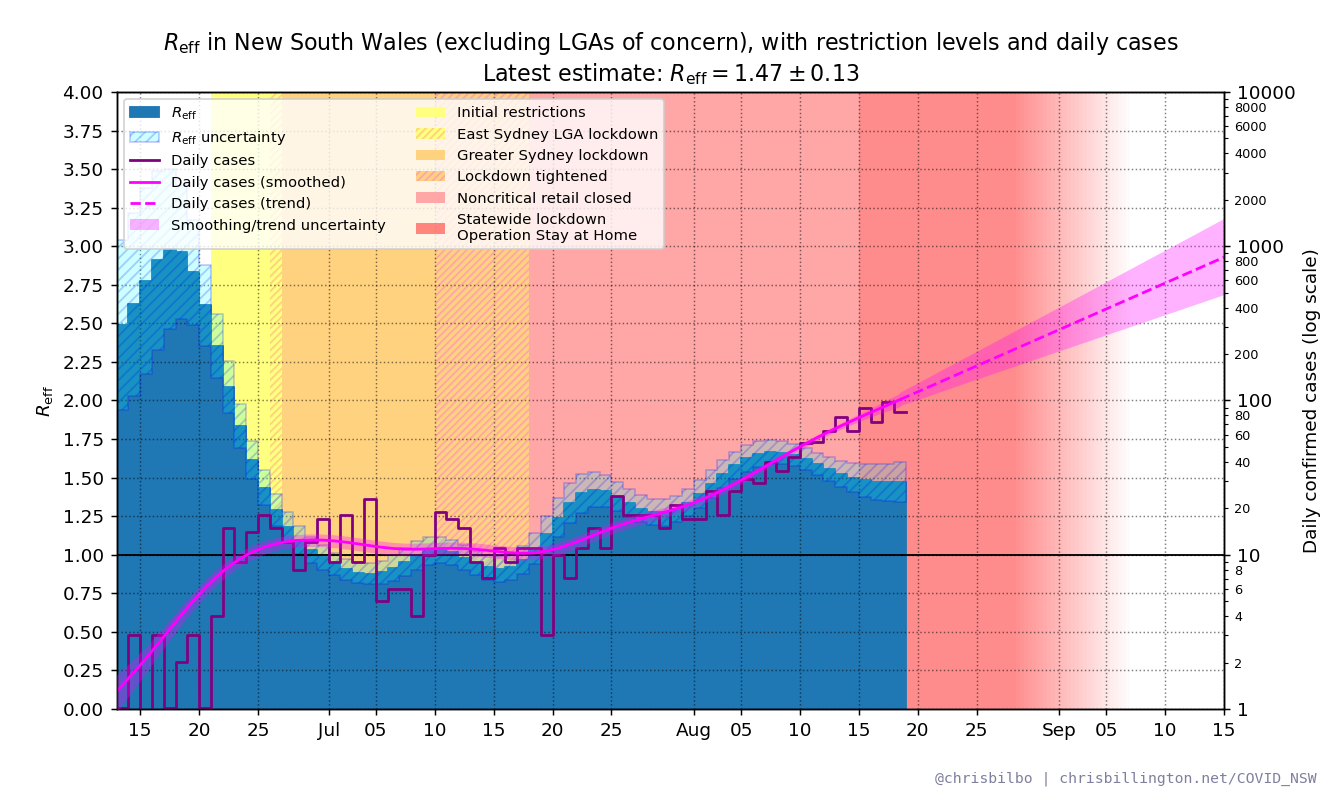 R_eff in New South Wales (excluding LGAs of concern), with restriction levels and daily cases
Latest estimate: R_eff = 1.47 ± 0.13
R_eff
R_eff uncertainty
Daily cases
Daily cases (smoothed)
Daily cases (trend)
Smoothing/trend uncertainty
Initial restrictions
East Sydney LGA lockdown
Greater Sydney lockdown
Lockdown tightened
Noncritical retail closed
Statewide lockdown
Operation Stay at Home
R_eff
4.00
3.75
3.50
3.25
3.00
2.75
2.50
2.25
2.00
1.75
1.50
1.25
1.00
0.75
0.50
0.25
0.00
15 20 25 Jul 05 10 15 20 25 Aug 05 10 15 20 25 Sep 05 10 15
10000
8000
6000
4000
2000
1000
800
600
400
200
100
80
60
40
20
10
8
6
4
2
1
Daily confirmed cases (log scale)
@chrisbilbo | chrisbillington.net/COVID_NSW